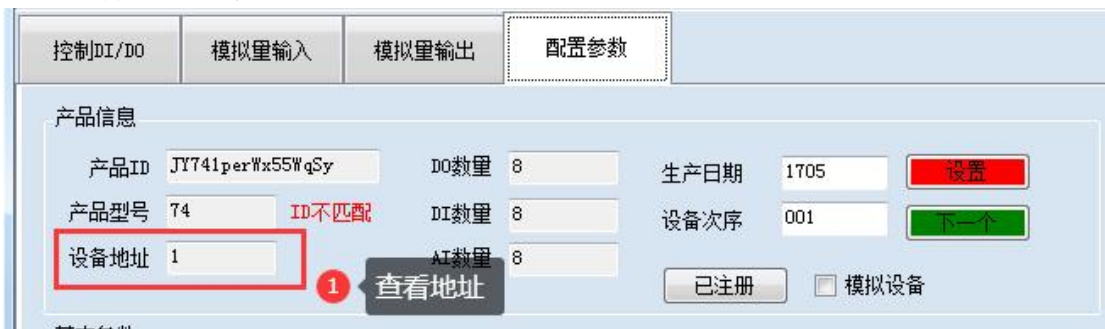 控制DI/DO 模拟量输入 模拟量输出 配置参数
产品信息
产品ID JY741perWx55WqSy DO数量 8 生产日期 1705 设置
产品型号 74 ID不匹配 DI数量 8 设备次序 001 下一个
设备地址 1 AI数量 8
1 查看地址
已注册 模拟设备